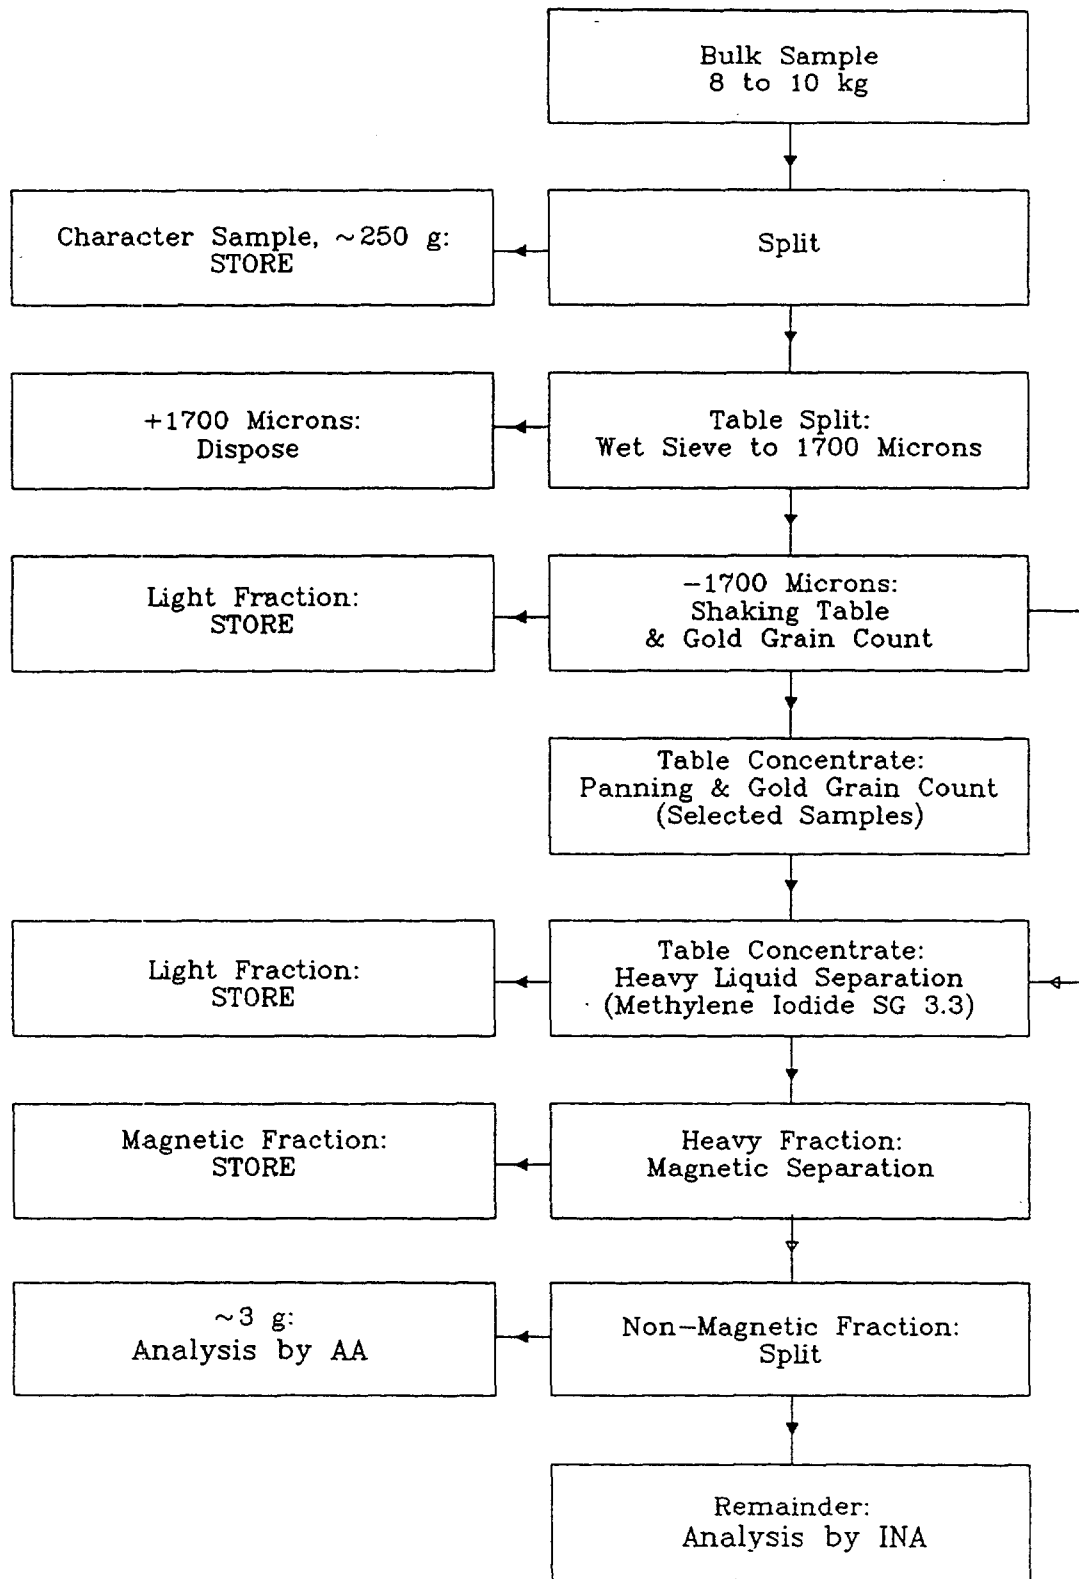 Bulk Sample
8 to 10 kg
Character Sample, ~250 g:
STORE
Split
+1700 Microns:
Dispose
Table Split:
Wet Sieve to 1700 Microns
Light Fraction:
STORE
-1700 Microns:
Shaking Table
& Gold Grain Count
Table Concentrate:
Panning & Gold Grain Count
(Selected Samples)
Light Fraction:
STORE
Table Concentrate:
Heavy Liquid Separation
(Methylene Iodide SG 3.3)
Magnetic Fraction:
STORE
Heavy Fraction:
Magnetic Separation
~3 g:
Analysis by AA
Non-Magnetic Fraction:
Split
Remainder:
Analysis by INA